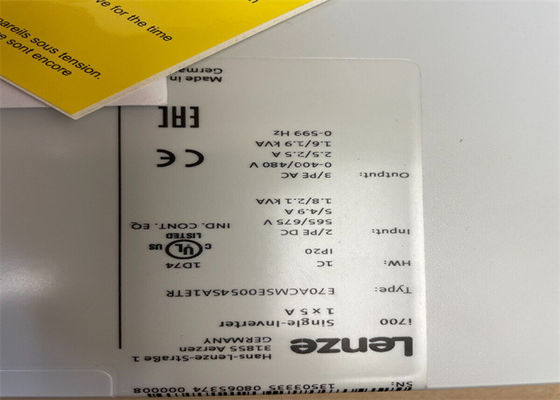 ve for the time
pareils sous tension.
e sont encore
Lenze
Hans-Lenze-Straße 1
31855 Aerzen
GERMANY
i700
Single-Inverter
1 x 5 A
Type:
E70ACMSE0054SA1ETR
HW:
1C
1D74
IP20
C UL US
LISTED
IND. CONT. EQ
Input:
2/PE DC
565/675 V
5/4.9 A
1.8/2.1 kVA
Output:
3/PE AC
0-400/480 V
2.5/2.5 A
1.6/1.9 kVA
0-599 Hz
CE
EAC
Made in
Germa
SN:
13503335 08065374 000008